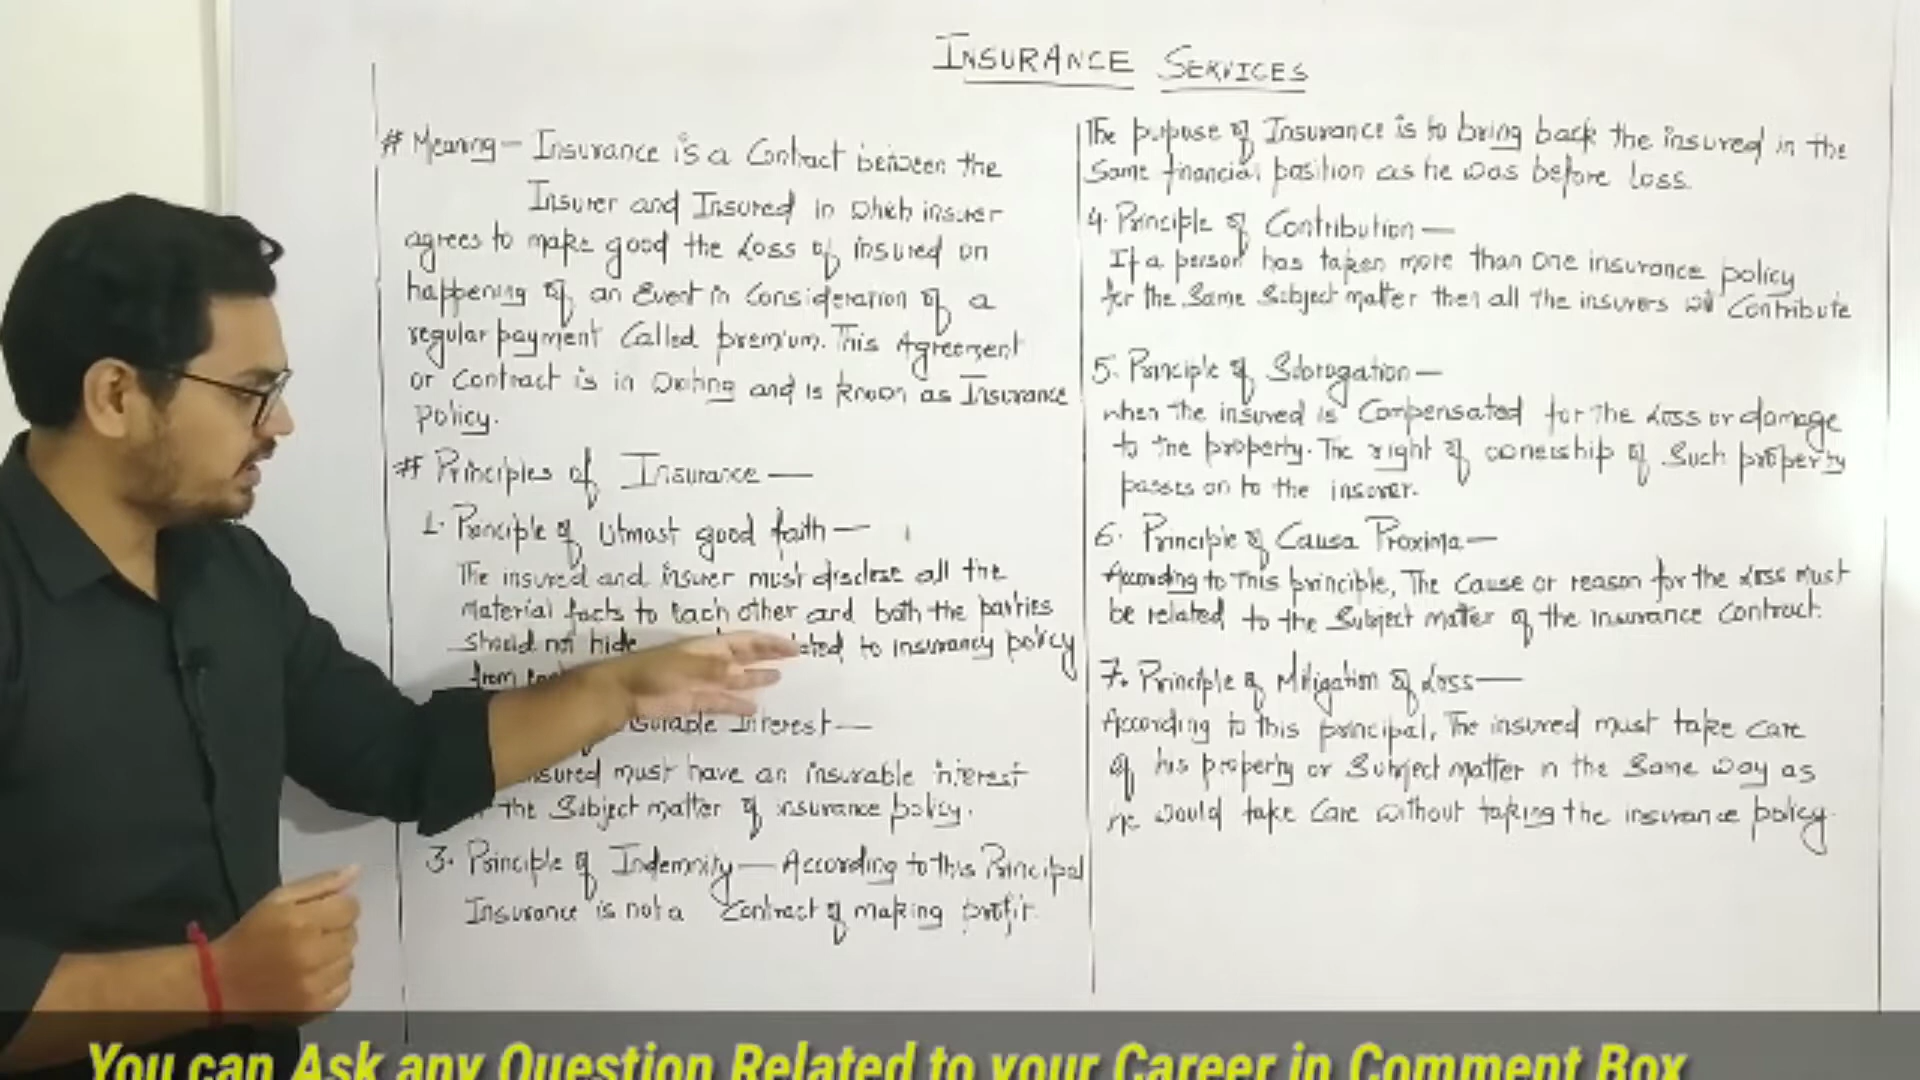 INSURANCE SERVICES
# Meaning — Insurance is a Contract between the
Insurer and Insured in which insurer
agrees to make good the Loss of insured on
happening of an Event in Consideration of a
regular payment Called premium. This Agreement
or Contract is in writing and is known as Insurance
policy.
# Principles of Insurance —
1. Principle of Utmost good faith —
The insured and insurer must disclose all the
material facts to each other and both the parties
should not hide to insurancy policy
from
Interest —
must have an insurable interest
the Subject matter of insurance policy.
3. Principle of Indemnity — According to this Principal
Insurance is not a Contract of making profit.
The purpuse of Insurance is to bring back the insured in the
Same financial position as he was before loss.
4. Principle of Contribution —
If a person has taken more than one insurance policy
for the Same Subject matter then all the insurers will Contribute
5. Principle of Subrogation —
when the insured is Compensated for the Loss or damage
to the property. The right of ownership of Such property
passes on to the insurer.
6. Principle of Causa Proxima —
According to this principle, The Cause or reason for the Loss must
be related to the Subject matter of the insurance Contract.
7. Principle of Mitigation of Loss —
According to this principal, The insured must take care
of his property or Subject matter in the Same way as
he would take Care without taking the insurance policy.
You can Ask any Question Related to your Career in Comment Box